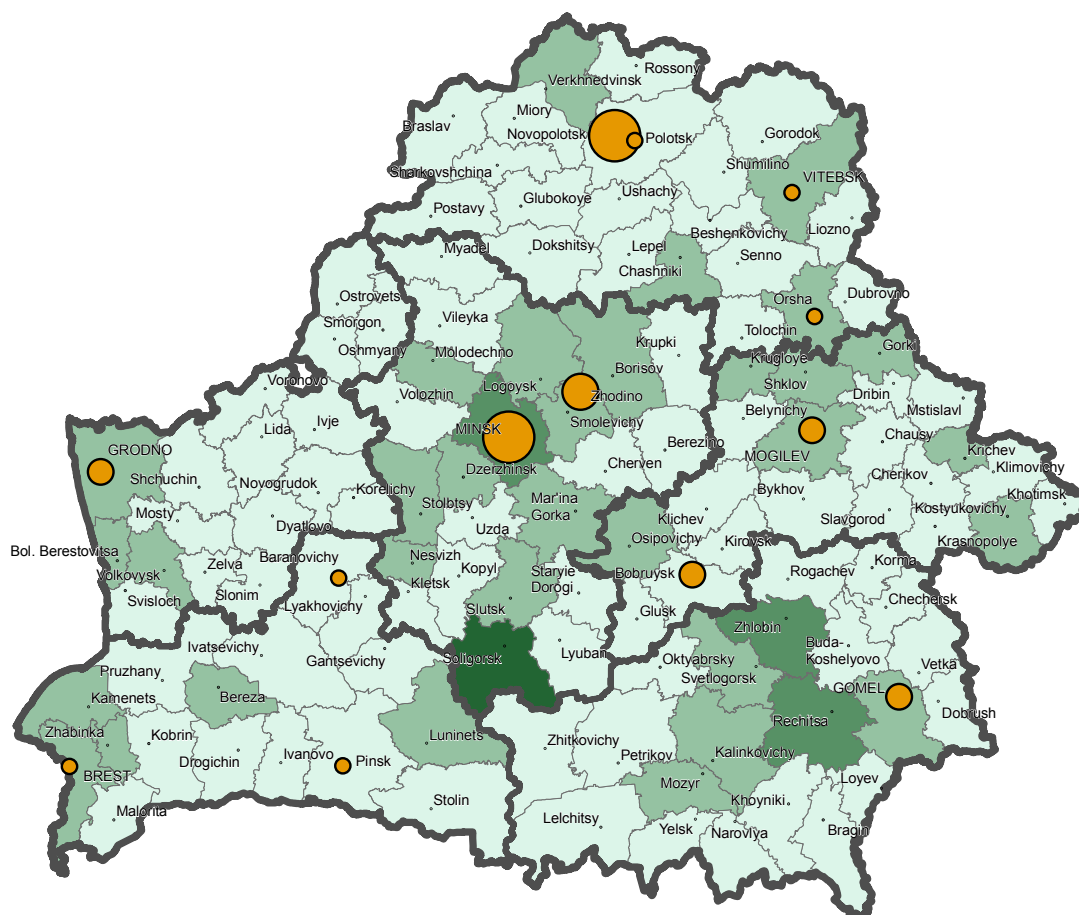 Rossony
Verkhnedvinsk
Miory
Braslav
Novopolotsk
Polotsk
Gorodok
Sharkovshchina
Shumilino
VITEBSK
Glubokoye
Ushachy
Postavy
Beshenkovichy
Liozno
Myadel
Dokshitsy
Lepel
Senno
Chashniki
Ostrovets
Orsha
Dubrovno
Smorgon
Vileyka
Tolochin
Oshmyany
Molodechno
Krupki
Krugloye
Gorki
Borisov
Shklov
Voronovo
Volozhin
Logoysk
Zhodino
Dribin
Belynichy
Mstislavl
Ivje
Lida
MINSK
Smolevichy
Berezino
Chausy
GRODNO
Krichev
Shchuchin
Dzerzhinsk
Cherven
MOGILEV
Klimovichy
Novogrudok
Korelichy
Cherikov
Stolbtsy
Mar'ina
Gorka
Bykhov
Khotimsk
Mosty
Dyatlovo
Uzda
Klichev
Slavgorod
Kostyukovichy
Bol. Berestovitsa
Baranovichy
Nesvizh
Osipovichy
Kirovsk
Krasnopolye
Volkovysk
Zelva
Kletsk
Kopyl
Staryie
Dorogi
Bobruysk
Rogachev
Korma
Svisloch
Slonim
Lyakhovichy
Slutsk
Glusk
Chechersk
Zhlobin
Ivatsevichy
Gantsevichy
Soligorsk
Lyuban
Oktyabrsky
Buda-
Koshelyovo
Pruzhany
Svetlogorsk
Vetka
Kamenets
Bereza
GOMEL
Dobrush
Rechitsa
Zhabinka
Kobrin
Luninets
Zhitkovichy
Petrikov
Kalinkovichy
Drogichin
Ivanovo
Pinsk
BREST
Loyev
Mozyr
Malorita
Stolin
Khoyniki
Lelchitsy
Yelsk
Narovlya
Bragin